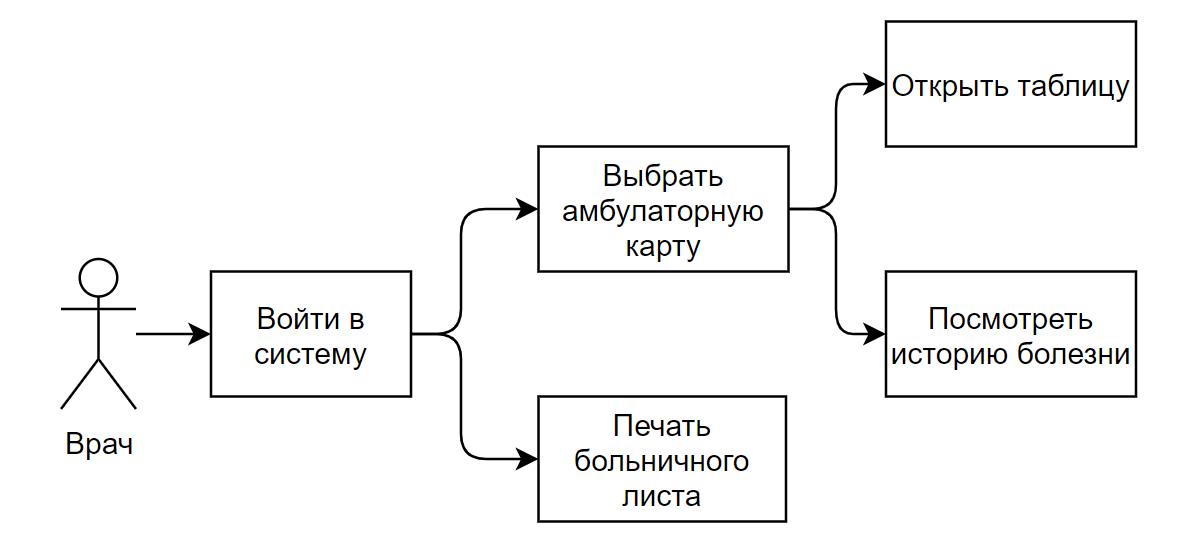 Врач
Войти в
систему
Выбрать
амбулаторную
карту
Печать
больничного
листа
Открыть таблицу
Посмотреть
историю болезни